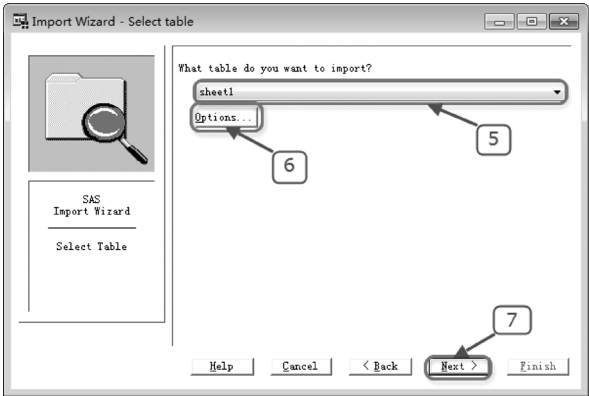 Import Wizard - Select table
What table do you want to import?
sheet1
Options...
5
6
SAS
Import Wizard
Select Table
7
Help Cancel < Back Next > Finish